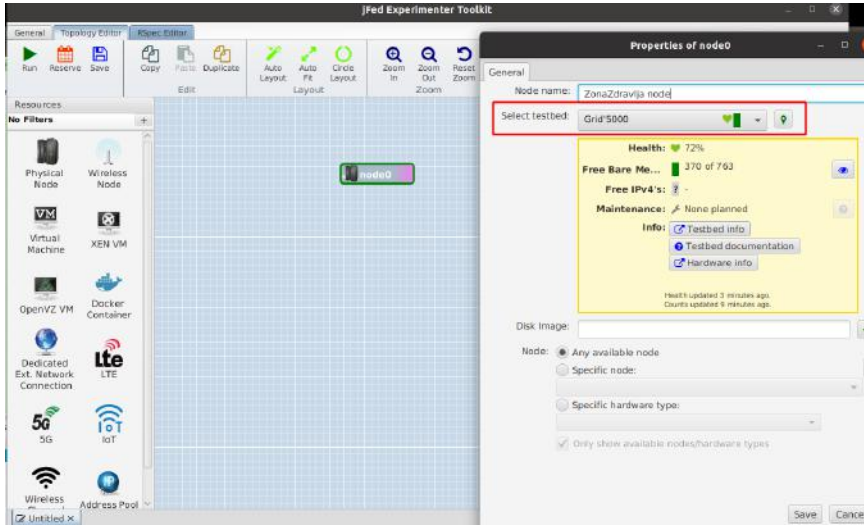 jFed Experimenter Toolkit
General Topology Editor RSpec Editor
Run Reserve Save Copy Paste Duplicate Auto Layout Auto Fit Circle Layout Zoom In Zoom Out Reset Zoom
Edit Layout Zoom
Resources
No Filters +
Physical Node
Wireless Node
VM
Virtual Machine
XEN VM
OpenVZ VM
Docker Container
Dedicated Ext. Network Connection
Lte
LTE
5G
5G
IoT
IoT
Wireless
IP
Address Pool
Untitled ×
node0
Properties of node0
General
Node name: ZonaZdravlja node
Select testbed: Grid'5000
Health: 72%
Free Bare Me... 370 of 763
Free IPv4's: ? -
Maintenance: None planned
Info: Testbed info
Testbed documentation
Hardware info
Health updated 3 minutes ago.
Counts updated 9 minutes ago.
Disk Image:
Node: Any available node
Specific node:
Specific hardware type:
Only show available nodes/hardware types
Save Cance